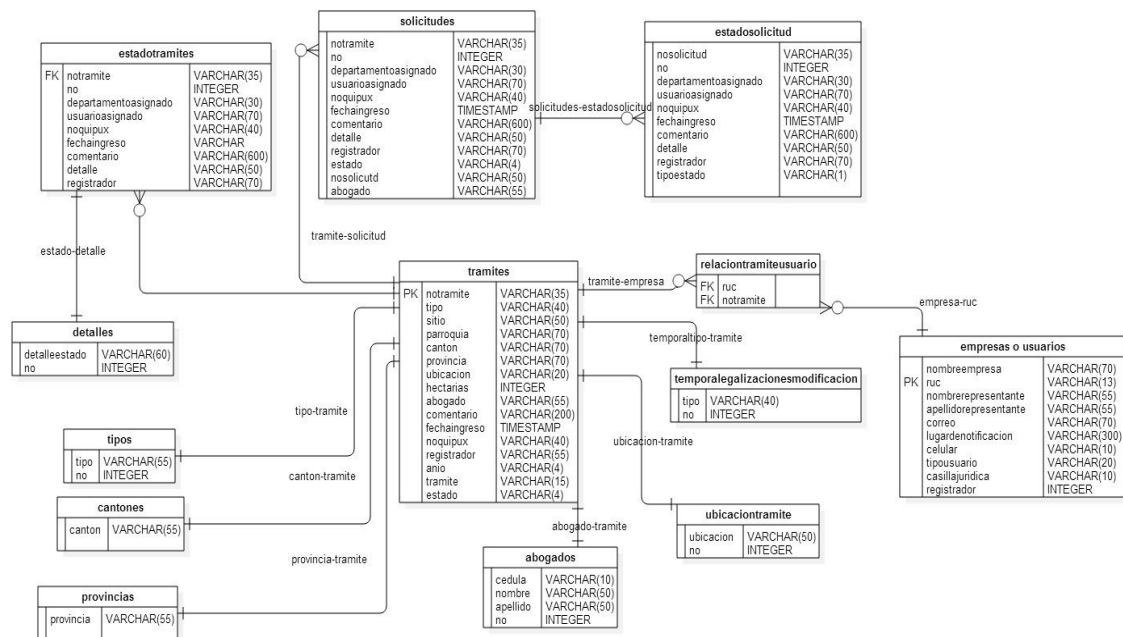 solicitudes
notramite VARCHAR(35)
no INTEGER
departamentoasignado VARCHAR(30)
usuarioasignado VARCHAR(70)
noquipux VARCHAR(40)
fechaingreso TIMESTAMP
comentario VARCHAR(600)
detalle VARCHAR(50)
registrador VARCHAR(70)
estado VARCHAR(4)
nosolicutd VARCHAR(50)
abogado VARCHAR(55)
estadosolicitud
nosolicitud VARCHAR(35)
no INTEGER
departamentoasignado VARCHAR(30)
usuarioasignado VARCHAR(70)
noquipux VARCHAR(40)
fechaingreso TIMESTAMP
comentario VARCHAR(600)
detalle VARCHAR(50)
registrador VARCHAR(70)
tipoestado VARCHAR(1)
solicitudes-estadosolicitud
estadotramites
FK notramite VARCHAR(35)
no INTEGER
departamentoasignado VARCHAR(30)
usuarioasignado VARCHAR(70)
noquipux VARCHAR(40)
fechaingreso VARCHAR
comentario VARCHAR(600)
detalle VARCHAR(50)
registrador VARCHAR(70)
estado-detalle
tramite-solicitud
tramites
PK notramite VARCHAR(35)
tipo VARCHAR(40)
sitio VARCHAR(50)
parroquia VARCHAR(70)
canton VARCHAR(70)
provincia VARCHAR(70)
ubicacion VARCHAR(20)
hectarias INTEGER
abogado VARCHAR(55)
comentario VARCHAR(200)
fechaingreso TIMESTAMP
noquipux VARCHAR(40)
registrador VARCHAR(55)
anio VARCHAR(4)
tramite VARCHAR(15)
estado VARCHAR(4)
tramite-empresa
relaciontramiteusuario
FK ruc
FK notramite
empresa-ruc
temporaltipo-tramite
detalles
detalleestado VARCHAR(60)
no INTEGER
empresas o usuarios
nombreempresa VARCHAR(70)
PK ruc VARCHAR(13)
nombrerepresentante VARCHAR(55)
apellidorepresentante VARCHAR(55)
correo VARCHAR(70)
lugardenotificacion VARCHAR(300)
celular VARCHAR(10)
tipousuario VARCHAR(20)
casillajuridica VARCHAR(10)
registrador INTEGER
temporalegalizacionesmodificacion
tipo VARCHAR(40)
no INTEGER
tipo-tramite
ubicacion-tramite
tipos
tipo VARCHAR(55)
no INTEGER
canton-tramite
cantones
canton VARCHAR(55)
ubicaciontramite
ubicacion VARCHAR(50)
no INTEGER
abogado-tramite
provincia-tramite
abogados
cedula VARCHAR(10)
nombre VARCHAR(50)
apellido VARCHAR(50)
no INTEGER
provincias
provincia VARCHAR(55)